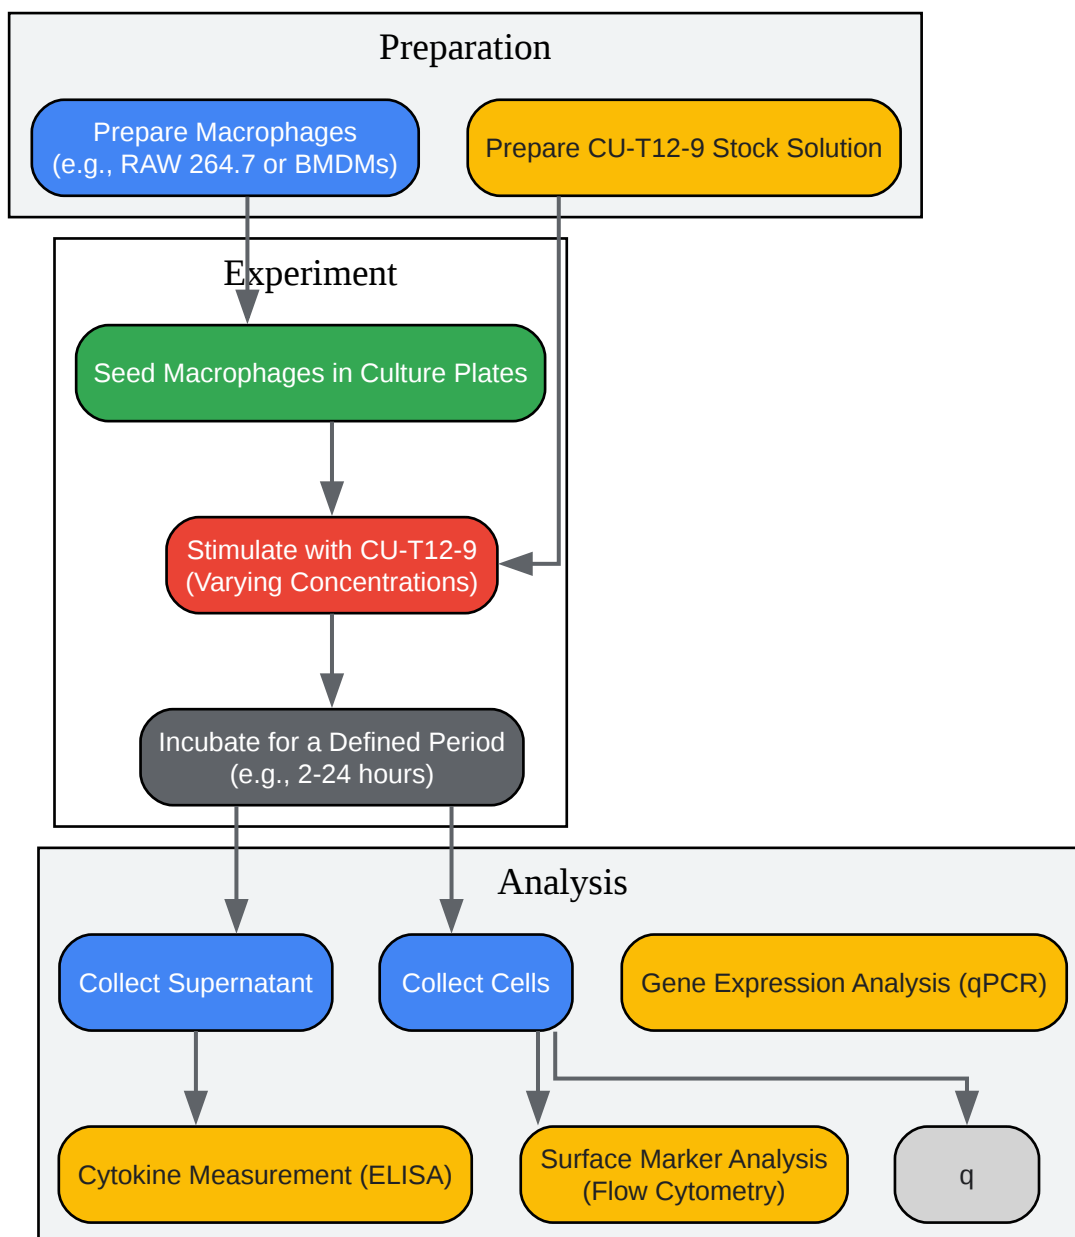 Preparation
Prepare Macrophages
(e.g., RAW 264.7 or BMDMs)
Prepare CU-T12-9 Stock Solution
Experiment
Seed Macrophages in Culture Plates
Stimulate with CU-T12-9
(Varying Concentrations)
Incubate for a Defined Period
(e.g., 2-24 hours)
Analysis
Collect Supernatant
Collect Cells
Gene Expression Analysis (qPCR)
Cytokine Measurement (ELISA)
Surface Marker Analysis
(Flow Cytometry)
q